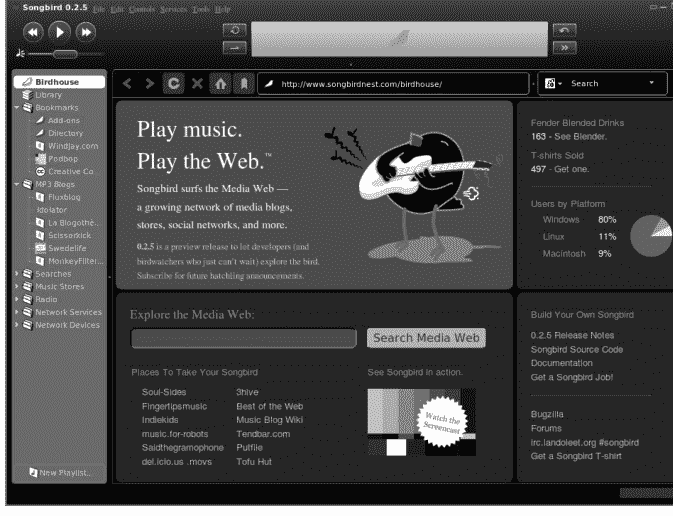 Songbird 0.2.5 File Edit Controls Services Tools Help
http://www.songbirdnest.com/birdhouse/
Search
Birdhouse
Library
Bookmarks
Add-ons
Directory
Windjay.com
Podbop
Creative Co...
MP3 Blogs
Fluxblog
Idolator
La Blogothè...
Scissorkick
Swedelife
MonkeyFilter...
Searches
Music Stores
Radio
Network Services
Network Devices
New Playlist...
Play music.
Play the Web.™
Songbird surfs the Media Web —
a growing network of media blogs,
stores, social networks, and more.
0.2.5 is a preview release to let developers (and
birdwatchers who just can't wait) explore the bird.
Subscribe for future hatchling announcements.
Fender Blended Drinks
163 - See Blender.
T-shirts Sold
497 - Get one.
Users by Platform
Windows 80%
Linux 11%
Macintosh 9%
Explore the Media Web:
Search Media Web
Places To Take Your Songbird
Soul-Sides 3hive
Fingertipsmusic Best of the Web
Indiekids Music Blog Wiki
music.for-robots Tendbar.com
Saidthegramophone Putfile
del.icio.us .movs Tofu Hut
See Songbird in action.
Watch the
Screencast
Build Your Own Songbird
0.2.5 Release Notes
Songbird Source Code
Documentation
Get a Songbird Job!
Bugzilla
Forums
irc.landoleet.org #songbird
Get a Songbird T-shirt